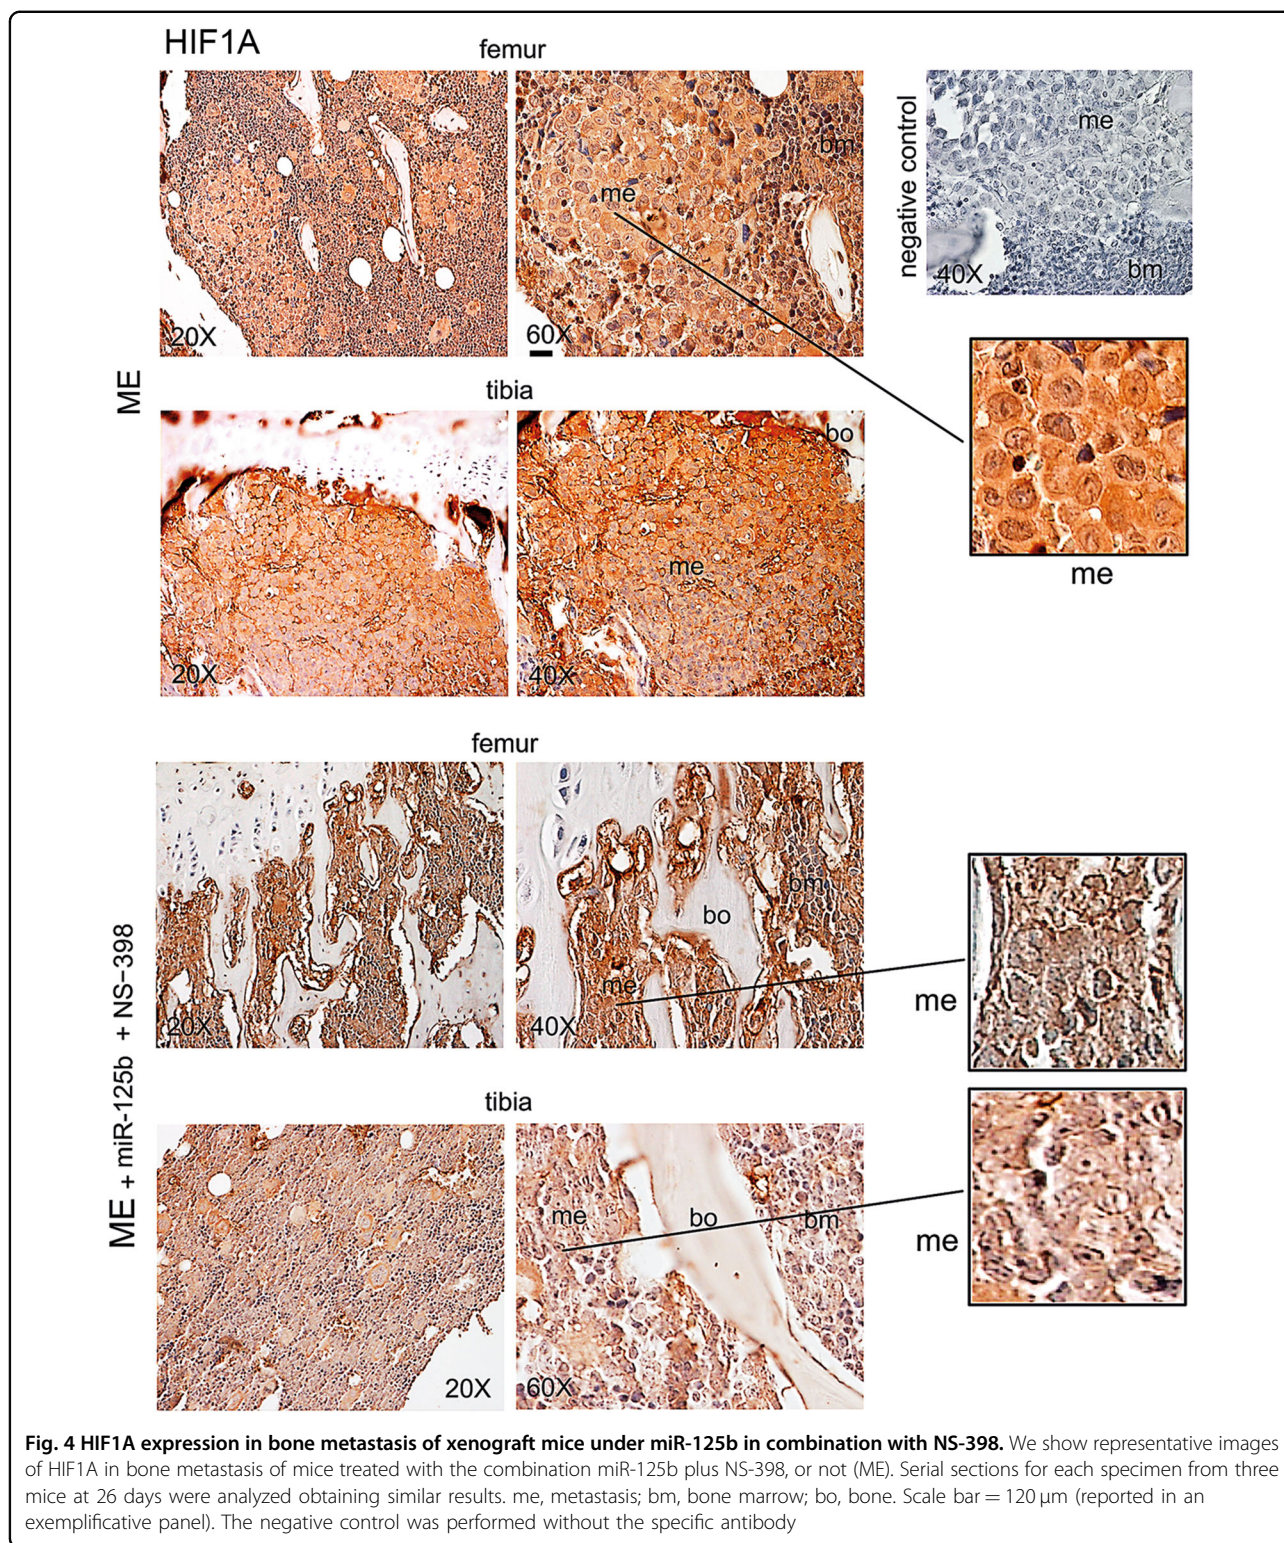 HIF1A
femur
20X
me
bm
60X
negative control
me
bm
40X
ME
tibia
20X
bo
me
40X
me
femur
20X
bm
bo
me
40X
me
ME + miR-125b + NS-398
tibia
20X
me
bo
bm
60X
me
Fig. 4 HIF1A expression in bone metastasis of xenograft mice under miR-125b in combination with NS-398. We show representative images
of HIF1A in bone metastasis of mice treated with the combination miR-125b plus NS-398, or not (ME). Serial sections for each specimen from three
mice at 26 days were analyzed obtaining similar results. me, metastasis; bm, bone marrow; bo, bone. Scale bar = 120 μm (reported in an
exemplificative panel). The negative control was performed without the specific antibody